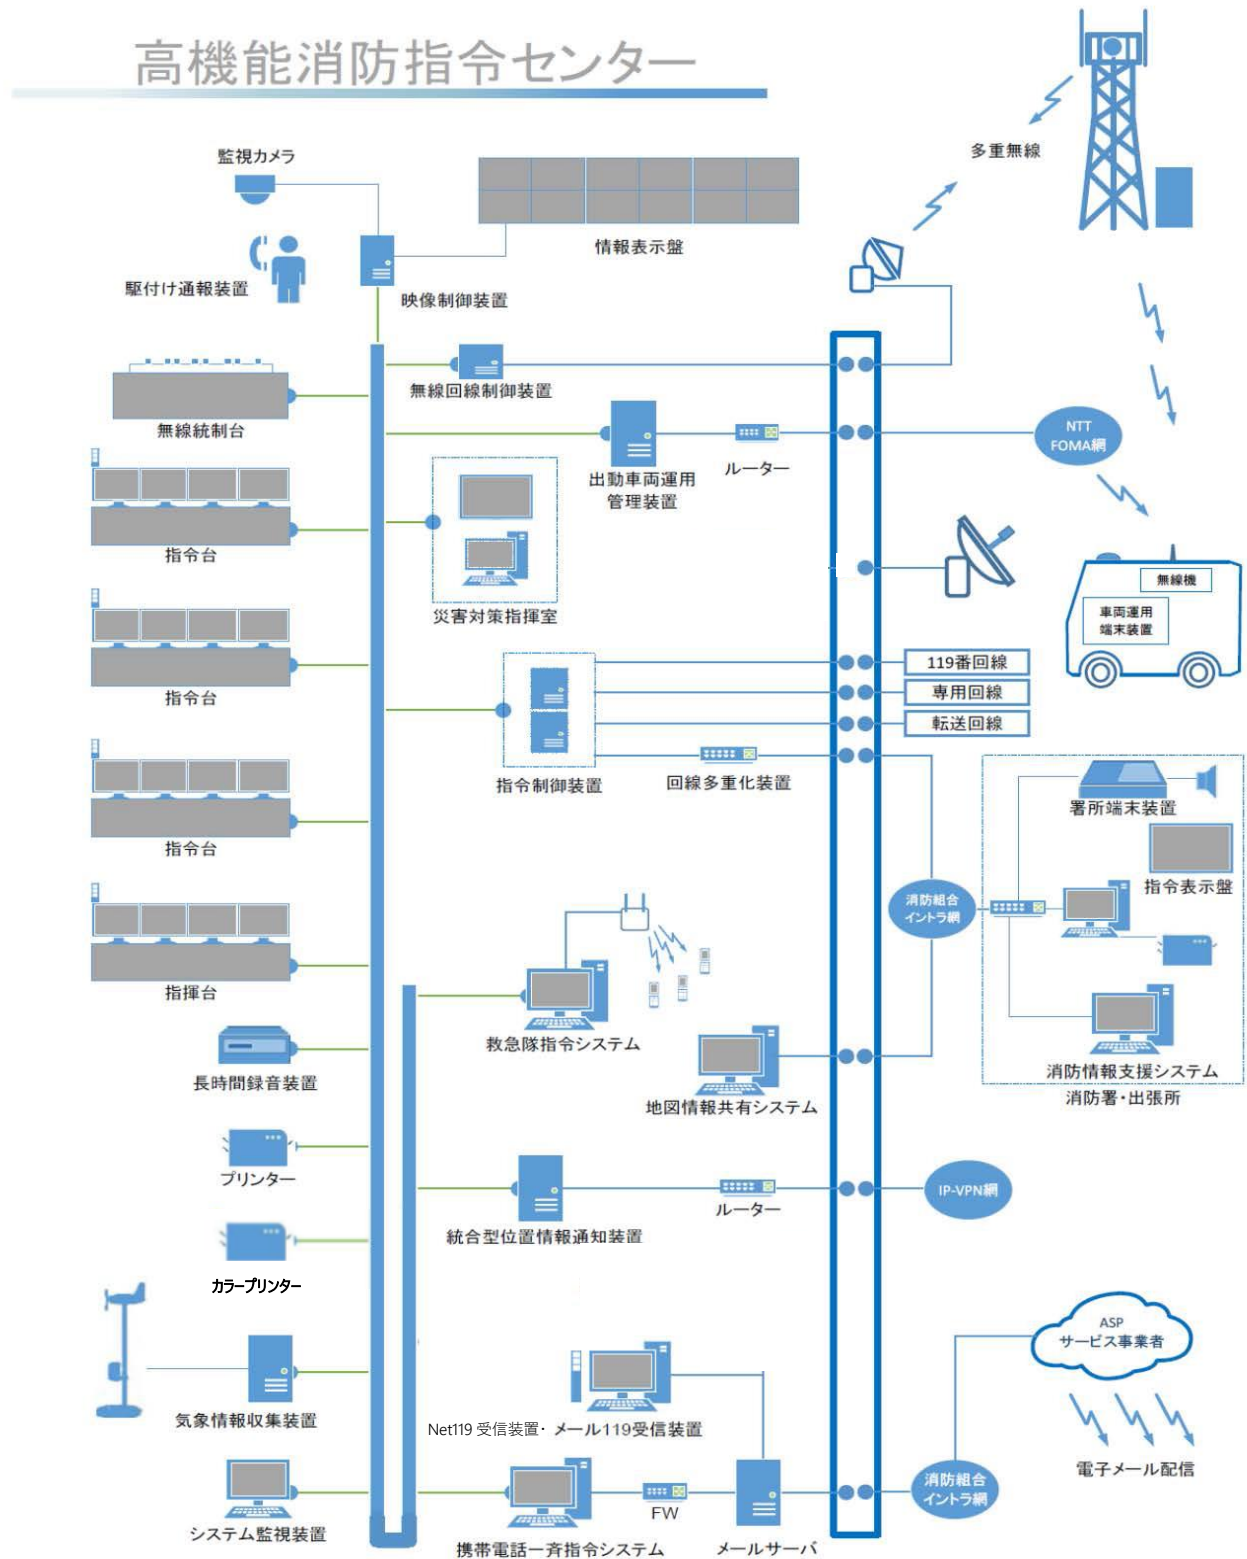 高機能消防指令センター
多重無線
監視カメラ
情報表示盤
駆付け通報装置
映像制御装置
無線回線制御装置
無線統制台
NTT
FOMA網
ルーター
出動車両運用
管理装置
指令台
無線機
車両運用
端末装置
災害対策指揮室
119番回線
専用回線
転送回線
指令台
指令制御装置
回線多重化装置
署所端末装置
指令台
指令表示盤
消防組合
イントラ網
指揮台
救急隊指令システム
消防情報支援システム
長時間録音装置
地図情報共有システム
消防署・出張所
プリンター
IP-VPN網
ルーター
統合型位置情報通知装置
カラープリンター
ASP
サービス事業者
気象情報収集装置
Net119 受信装置・ メール119受信装置
電子メール配信
消防組合
イントラ網
FW
システム監視装置
携帯電話一斉指令システム
メールサーバ